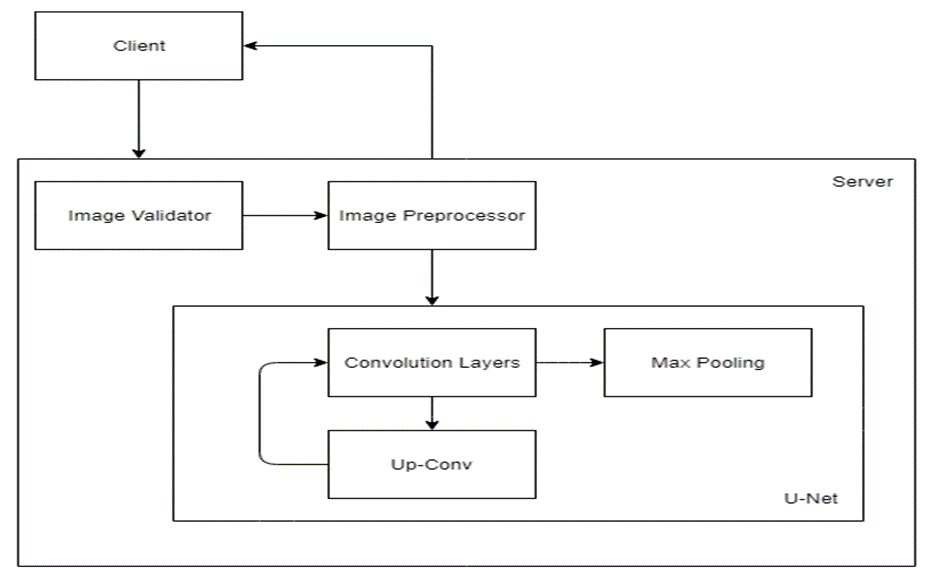 Client
Server
Image Validator
Image Preprocessor
Convolution Layers
Max Pooling
Up-Conv
U-Net